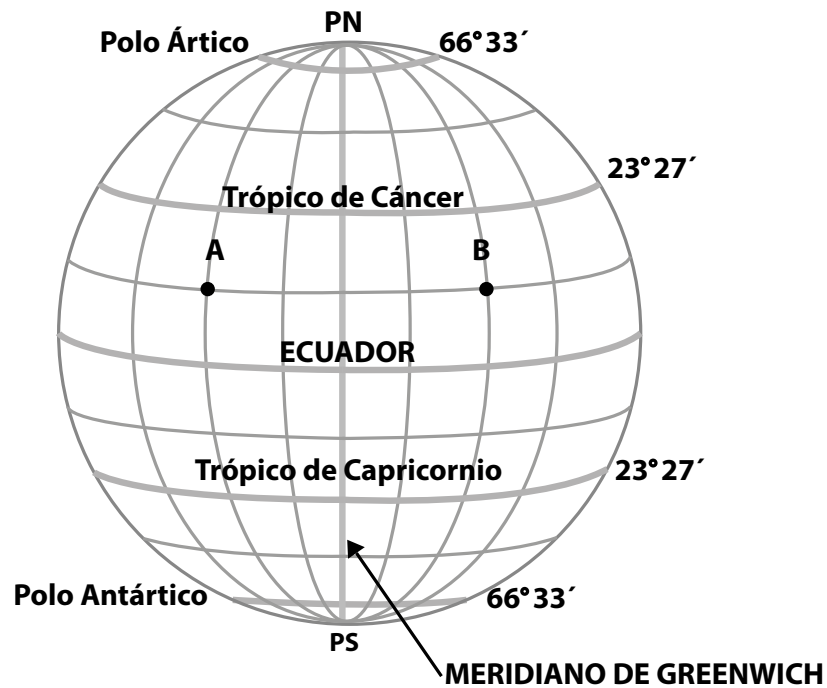 PN
Polo Ártico
66°33´
23°27´
Trópico de Cáncer
A
B
ECUADOR
Trópico de Capricornio
23°27´
Polo Antártico
66°33´
PS
MERIDIANO DE GREENWICH